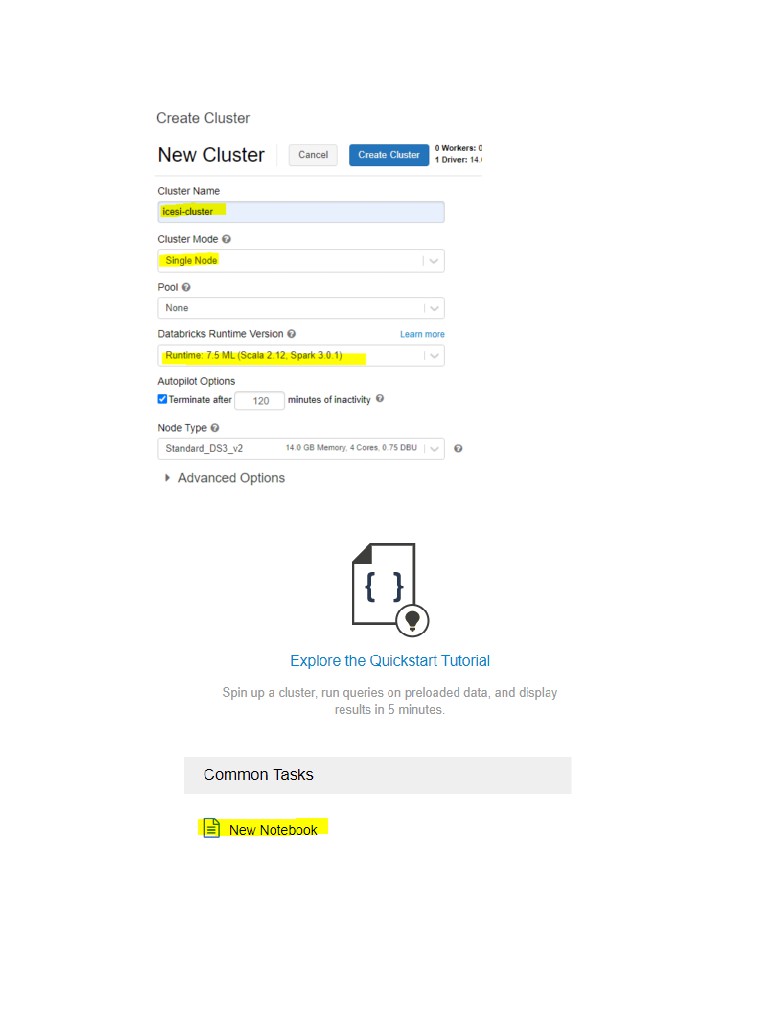 Create Cluster
New Cluster
Cancel
Create Cluster
0 Workers: 0
1 Driver: 14.
Cluster Name
icesi-cluster
Cluster Mode ?
Single Node
Pool ?
None
Databricks Runtime Version ?
Learn more
Runtime: 7.5 ML (Scala 2.12, Spark 3.0.1)
Autopilot Options
Terminate after 120 minutes of inactivity ?
Node Type ?
Standard_DS3_v2 14.0 GB Memory, 4 Cores, 0.75 DBU ?
Advanced Options
{ }
Explore the Quickstart Tutorial
Spin up a cluster, run queries on preloaded data, and display
results in 5 minutes.
Common Tasks
New Notebook